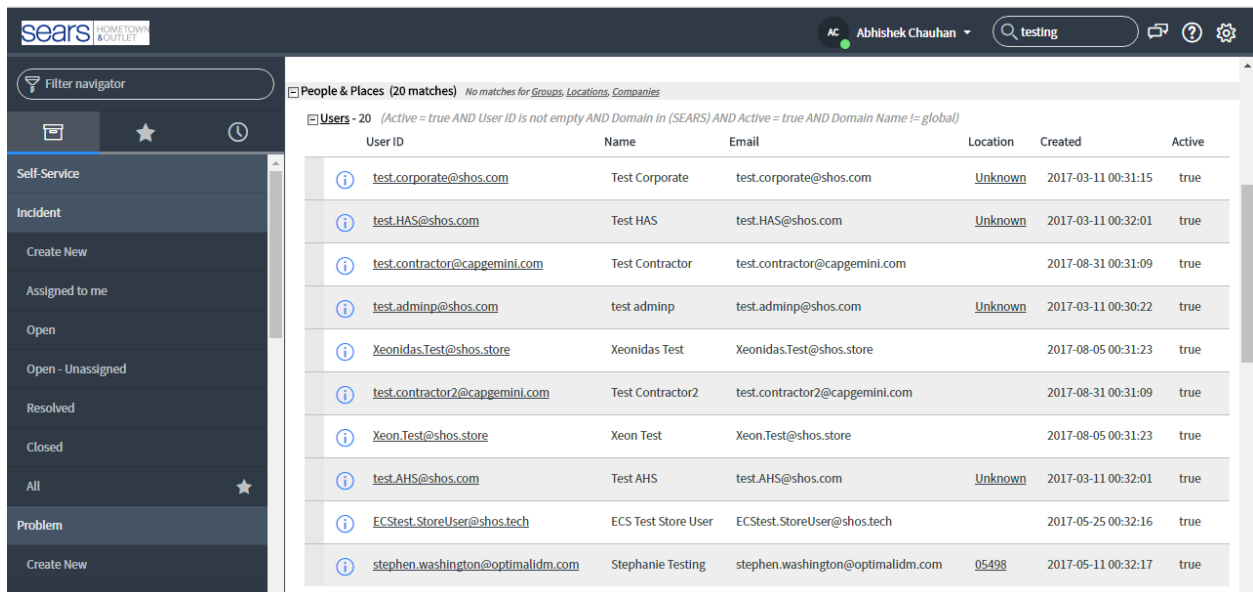 sears HOMETOWN
&OUTLET
AC Abhishek Chauhan testing
Filter navigator
People & Places (20 matches) No matches for Groups, Locations, Companies
Users - 20 (Active = true AND User ID is not empty AND Domain in (SEARS) AND Active = true AND Domain Name != global)
User ID Name Email Location Created Active
Self-Service
test.corporate@shos.com Test Corporate test.corporate@shos.com Unknown 2017-03-11 00:31:15 true
Incident
test.HAS@shos.com Test HAS test.HAS@shos.com Unknown 2017-03-11 00:32:01 true
Create New
test.contractor@capgemini.com Test Contractor test.contractor@capgemini.com 2017-08-31 00:31:09 true
Assigned to me
test.adminp@shos.com test adminp test.adminp@shos.com Unknown 2017-03-11 00:30:22 true
Open
Xeonidas.Test@shos.store Xeonidas Test Xeonidas.Test@shos.store 2017-08-05 00:31:23 true
Open - Unassigned
test.contractor2@capgemini.com Test Contractor2 test.contractor2@capgemini.com 2017-08-31 00:31:09 true
Resolved
Xeon.Test@shos.store Xeon Test Xeon.Test@shos.store 2017-08-05 00:31:23 true
Closed
test.AHS@shos.com Test AHS test.AHS@shos.com Unknown 2017-03-11 00:32:01 true
All
ECStest.StoreUser@shos.tech ECS Test Store User ECStest.StoreUser@shos.tech 2017-05-25 00:32:16 true
Problem
stephen.washington@optimalidm.com Stephanie Testing stephen.washington@optimalidm.com 05498 2017-05-11 00:32:17 true
Create New